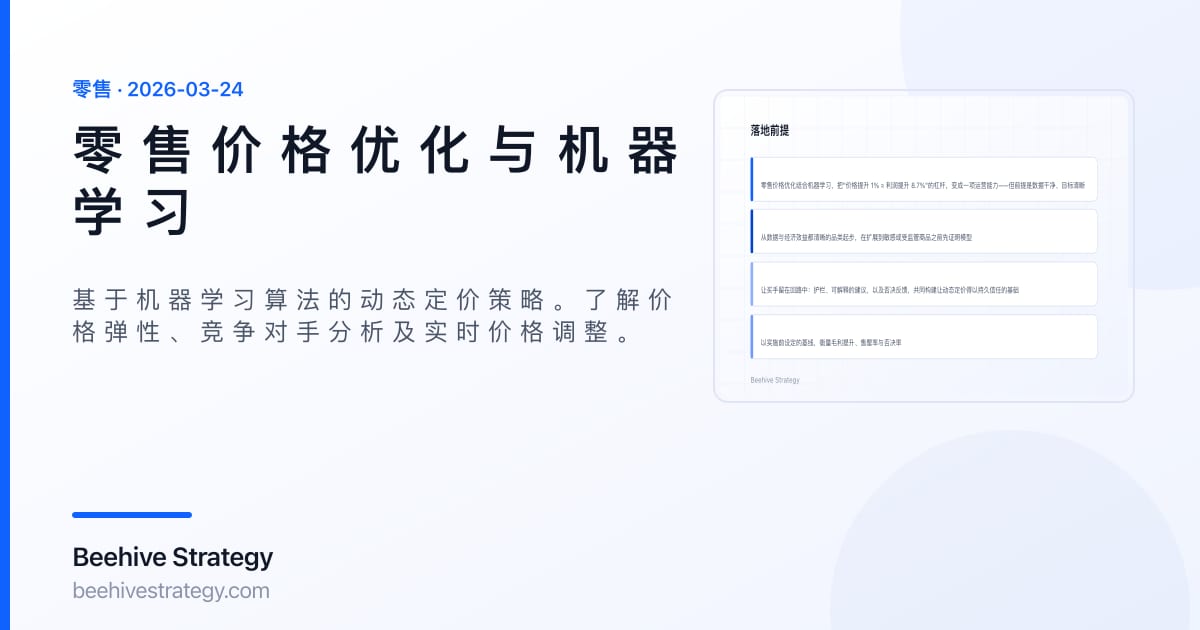 零售 · 2026-03-24
零售价格优化与机器
学习
基于机器学习算法的动态定价策略。了解价
格弹性、竞争对手分析及实时价格调整。
落地前提
零售价格优化结合机器学习，把“价格提升 1% = 利润提升 8.7%”的杠杆，变成一项运营能力——但前提是数据干净、目标清晰
从数据与经济效益都清晰的品类起步，在扩展到敏感或受监管商品之前先证明模型
让买手留在回路中：护栏、可解释的建议，以及否决反馈，共同构建让动态定价得以持久信任的基础
以实施前设定的基线，衡量毛利提升、售罄率与否决率
Beehive Strategy
Beehive Strategy
beehivestrategy.com